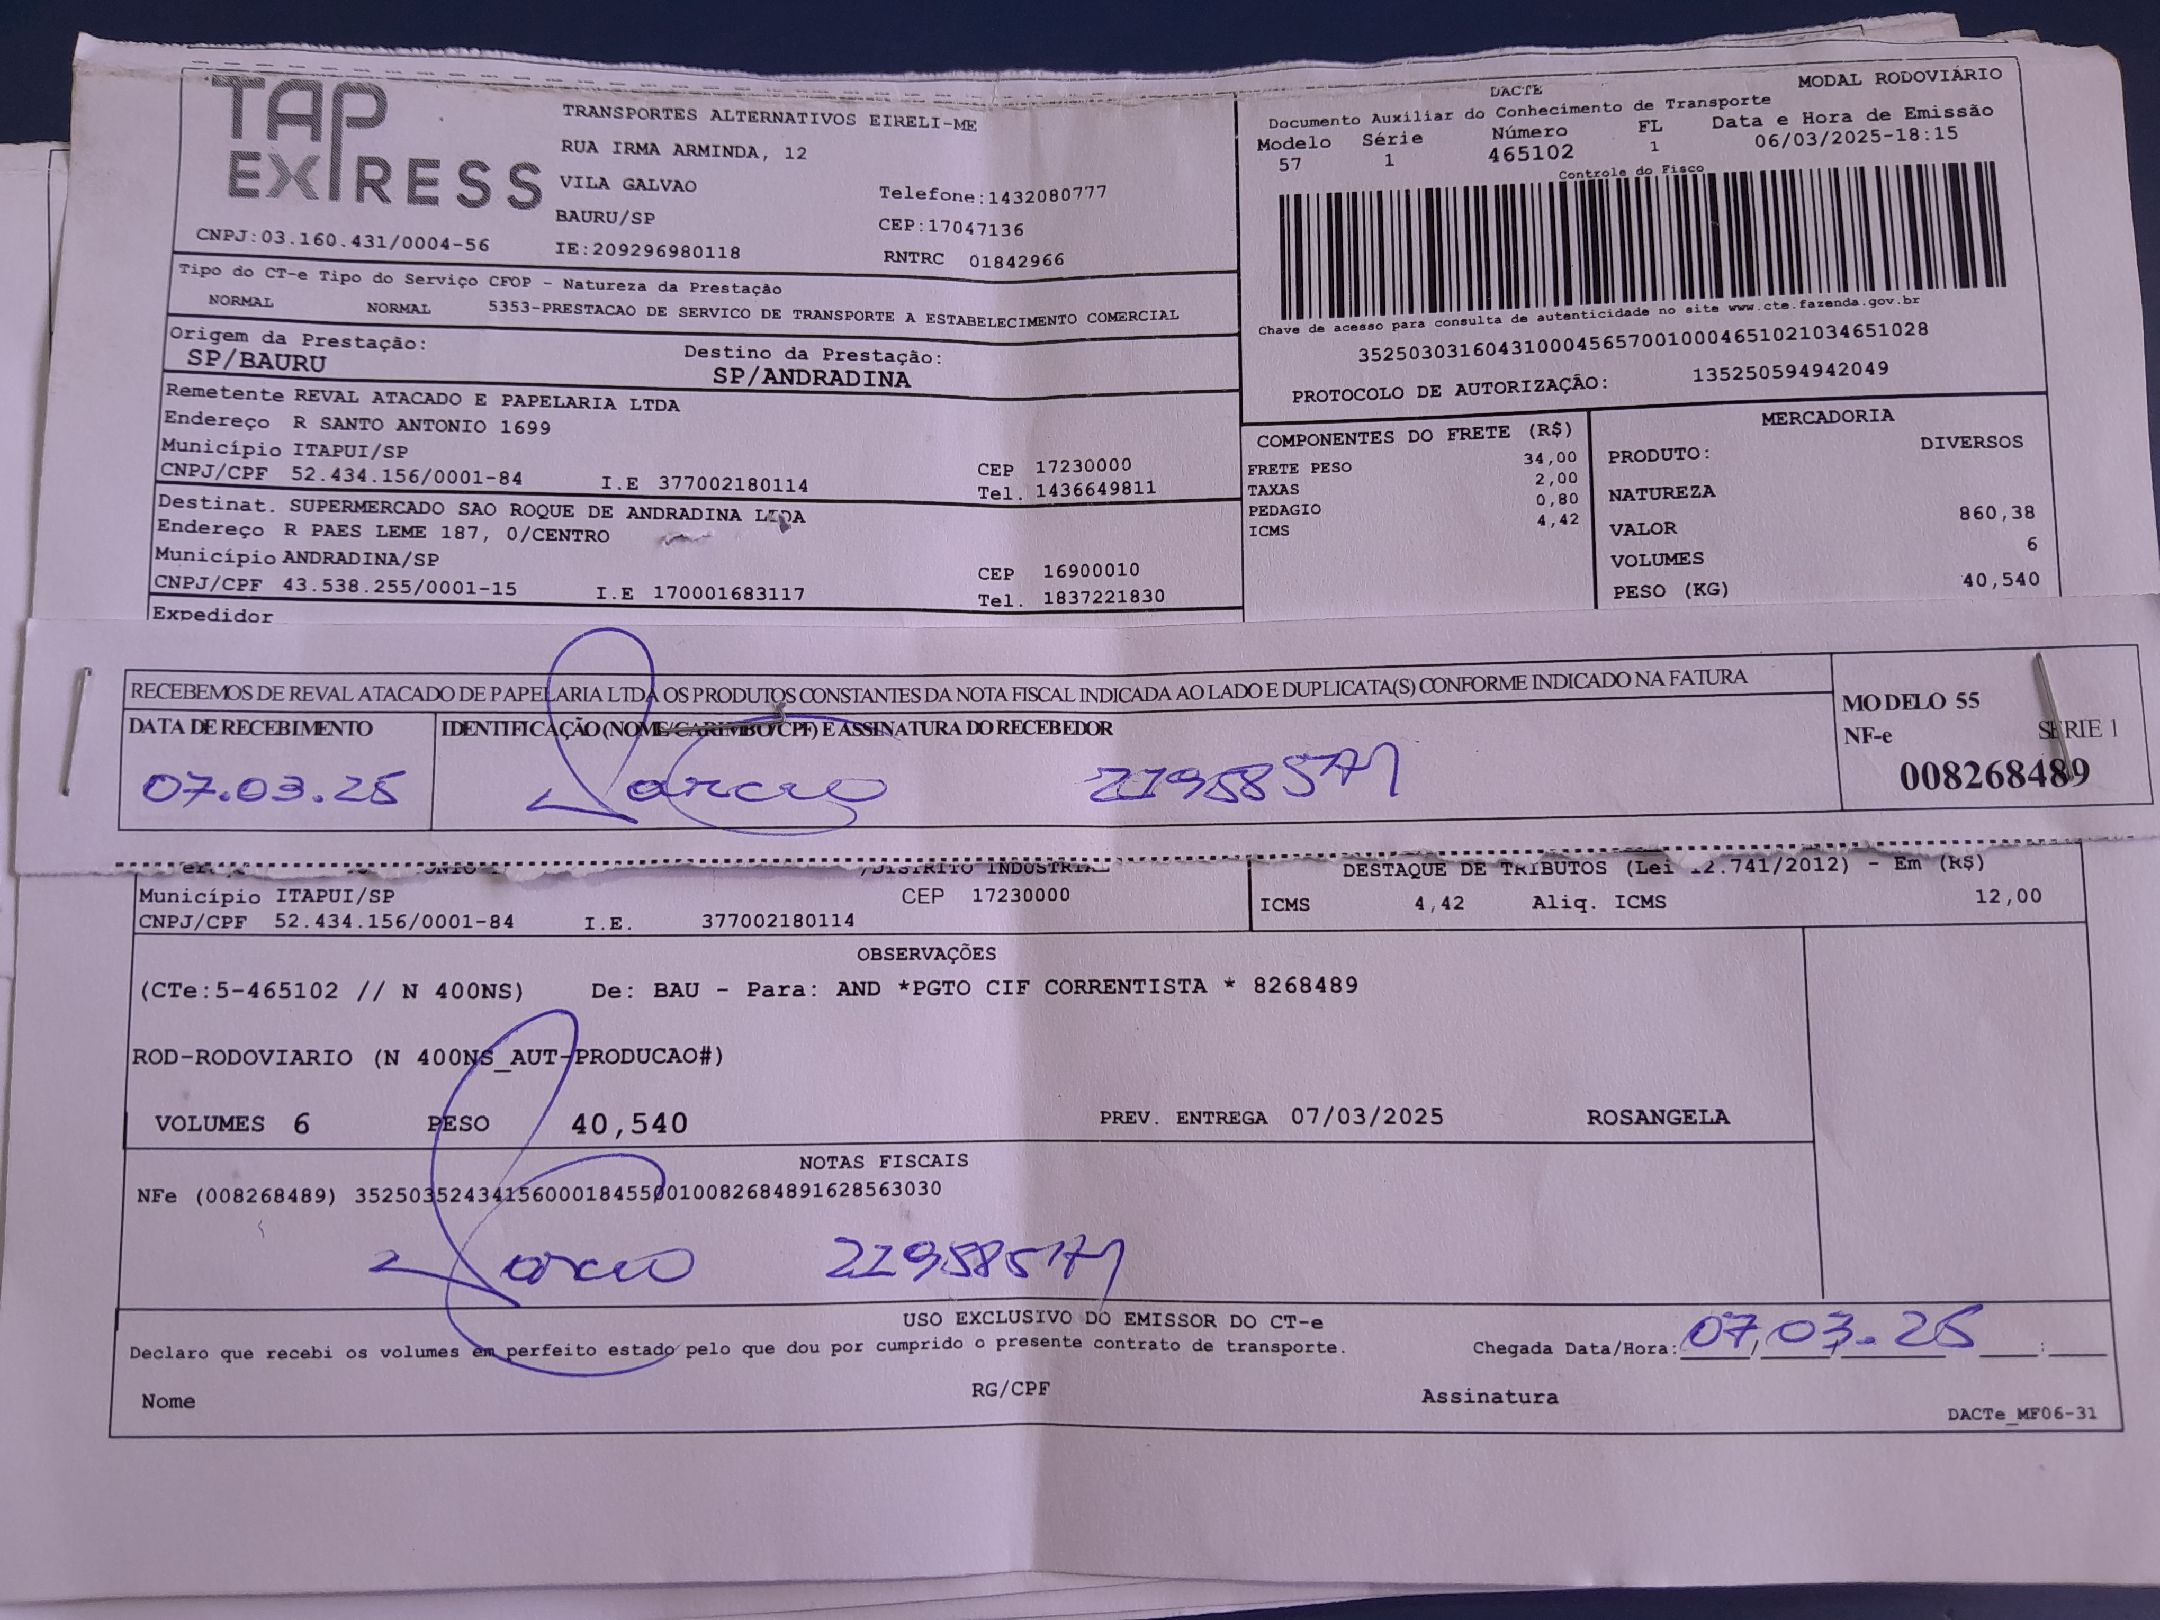 TAP
EXPRESS
TRANSPORTES ALTERNATIVOS EIRELI-ME
RUA IRMA ARMINDA, 12
VILA GALVAO
Telefone:1432080777
BAURU/SP
CEP:17047136
CNPJ:03.160.431/0004-56
IE:209296980118
RNTRC 01842966
DACTE
MODAL RODOVIÁRIO
Documento Auxiliar do Conhecimento de Transporte
Modelo Série Número FL Data e Hora de Emissão
57 1 465102 1 06/03/2025-18:15
Controle do Fisco
Chave de acesso para consulta de autenticidade no site www.cte.fazenda.gov.br
35250303160431000456570010004651021034651028
PROTOCOLO DE AUTORIZAÇÃO: 135250594942049
Tipo do CT-e Tipo do Serviço CFOP - Natureza da Prestação
NORMAL NORMAL 5353-PRESTACAO DE SERVICO DE TRANSPORTE A ESTABELECIMENTO COMERCIAL
Origem da Prestação: Destino da Prestação:
SP/BAURU SP/ANDRADINA
Remetente REVAL ATACADO E PAPELARIA LTDA
Endereço R SANTO ANTONIO 1699
Município ITAPUI/SP CEP 17230000
CNPJ/CPF 52.434.156/0001-84 I.E 377002180114 Tel. 1436649811
Destinat. SUPERMERCADO SAO ROQUE DE ANDRADINA LTDA
Endereço R PAES LEME 187, 0/CENTRO
Município ANDRADINA/SP CEP 16900010
CNPJ/CPF 43.538.255/0001-15 I.E 170001683117 Tel. 1837221830
Expedidor
COMPONENTES DO FRETE (R$)
FRETE PESO 34,00
TAXAS 2,00
PEDAGIO 0,80
ICMS 4,42
MERCADORIA
PRODUTO: DIVERSOS
NATUREZA
VALOR 860,38
VOLUMES 6
PESO (KG) 40,540
RECEBEMOS DE REVAL ATACADO DE PAPELARIA LTDA OS PRODUTOS CONSTANTES DA NOTA FISCAL INDICADA AO LADO E DUPLICATA(S) CONFORME INDICADO NA FATURA
DATA DE RECEBIMENTO
IDENTIFICAÇÃO (NOME/CARIMBO/CPF) E ASSINATURA DO RECEBEDOR
07.03.25
MODELO 55
NF-e SERIE 1
008268489
DISTRITO INDUSTRIAL
Município ITAPUI/SP CEP 17230000
CNPJ/CPF 52.434.156/0001-84 I.E. 377002180114
DESTAQUE DE TRIBUTOS (Lei 12.741/2012) - Em (R$)
ICMS 4,42 Aliq. ICMS 12,00
OBSERVAÇÕES
(CTe:5-465102 // N 400NS) De: BAU - Para: AND *PGTO CIF CORRENTISTA * 8268489
ROD-RODOVIARIO (N 400NS_AUT-PRODUCAO#)
VOLUMES 6 PESO 40,540 PREV. ENTREGA 07/03/2025 ROSANGELA
NOTAS FISCAIS
NFe (008268489) 35250352434156000184550010082684891628563030
USO EXCLUSIVO DO EMISSOR DO CT-e
Declaro que recebi os volumes em perfeito estado pelo que dou por cumprido o presente contrato de transporte.
Chegada Data/Hora: 07.03.25
Nome RG/CPF Assinatura
DACTe_MF06-31